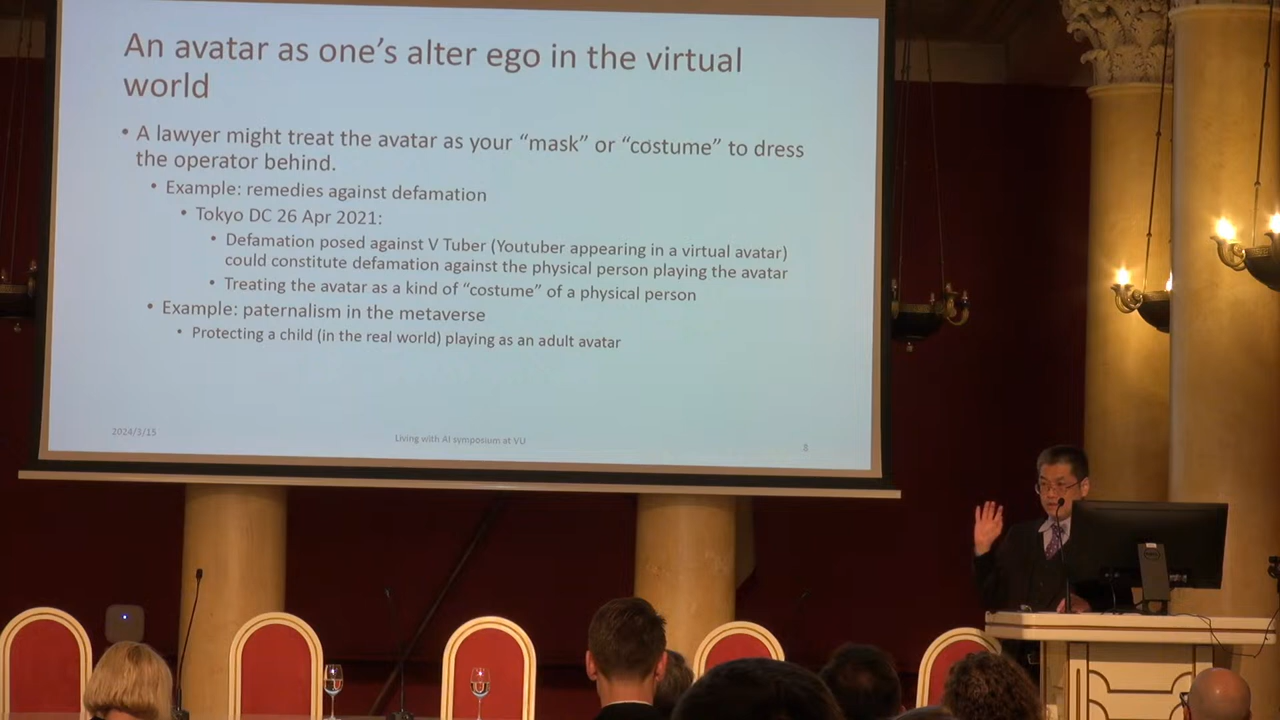 An avatar as one's alter ego in the virtual
world
• A lawyer might treat the avatar as your “mask” or “costume” to dress
the operator behind.
• Example: remedies against defamation
• Tokyo DC 26 Apr 2021:
• Defamation posed against V Tuber (Youtuber appearing in a virtual avatar)
could constitute defamation against the physical person playing the avatar
• Treating the avatar as a kind of “costume” of a physical person
• Example: paternalism in the metaverse
• Protecting a child (in the real world) playing as an adult avatar
2024/3/15
Living with AI symposium at VU
8